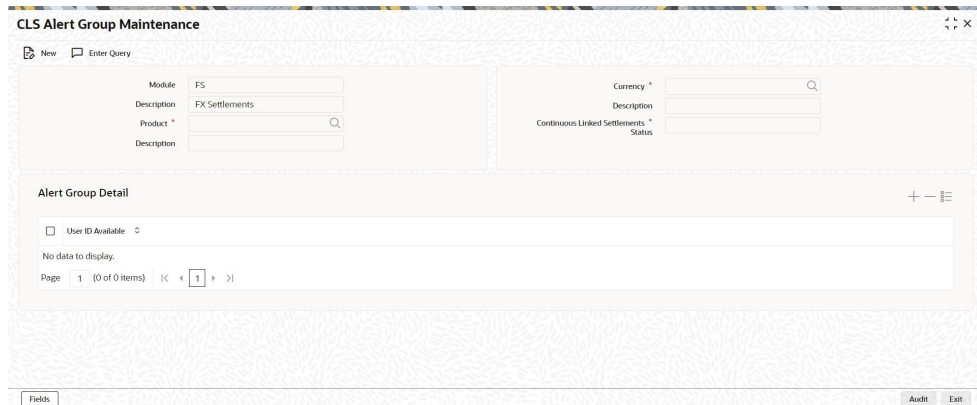 CLS Alert Group Maintenance
New Enter Query
Module FS
Description FX Settlements
Product *
Description
Currency *
Description
Continuous Linked Settlements *
Status
Alert Group Detail
User ID Available
No data to display.
Page 1 (0 of 0 items) 1
Fields Audit Exit